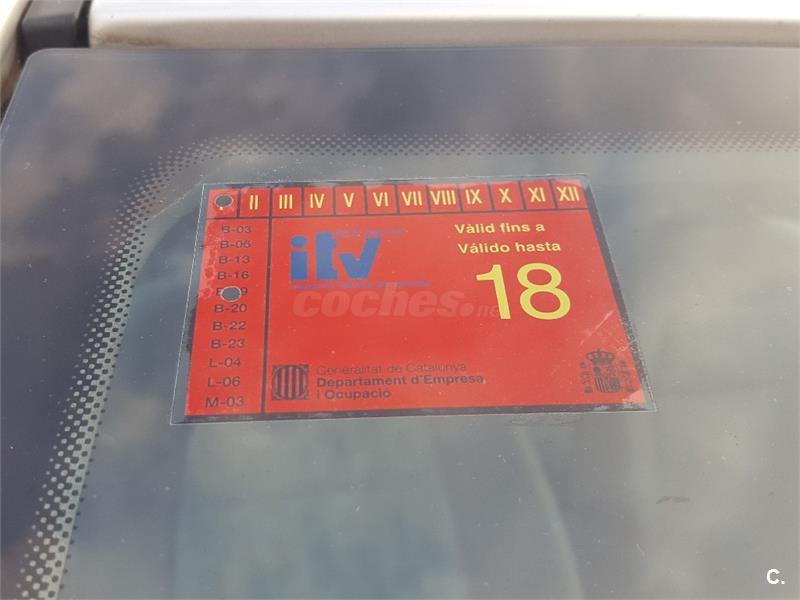 II III IV V VI VII VIII IX X XI XII
B-03
B-06
B-13
B-16
B-20
B-22
B-23
L-04
L-06
M-03
Vàlid fins a
Válido hasta
18
itv
coches.ne
Generalitat de Catalunya
Departament d'Empresa
i Ocupació
C.